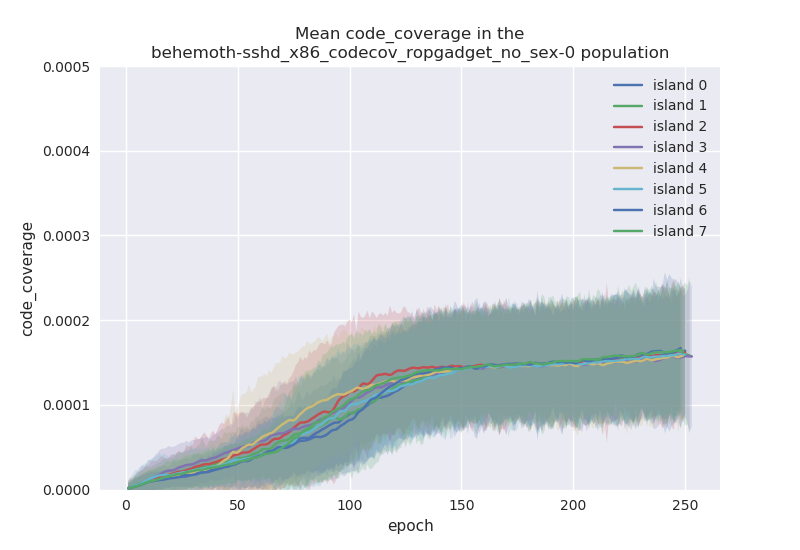 Mean code_coverage in the
behemoth-sshd_x86_codecov_ropgadget_no_sex-0 population
0.0005
0.0004
0.0003
0.0002
0.0001
0.0000
code_coverage
island 0
island 1
island 2
island 3
island 4
island 5
island 6
island 7
0 50 100 150 200 250
epoch